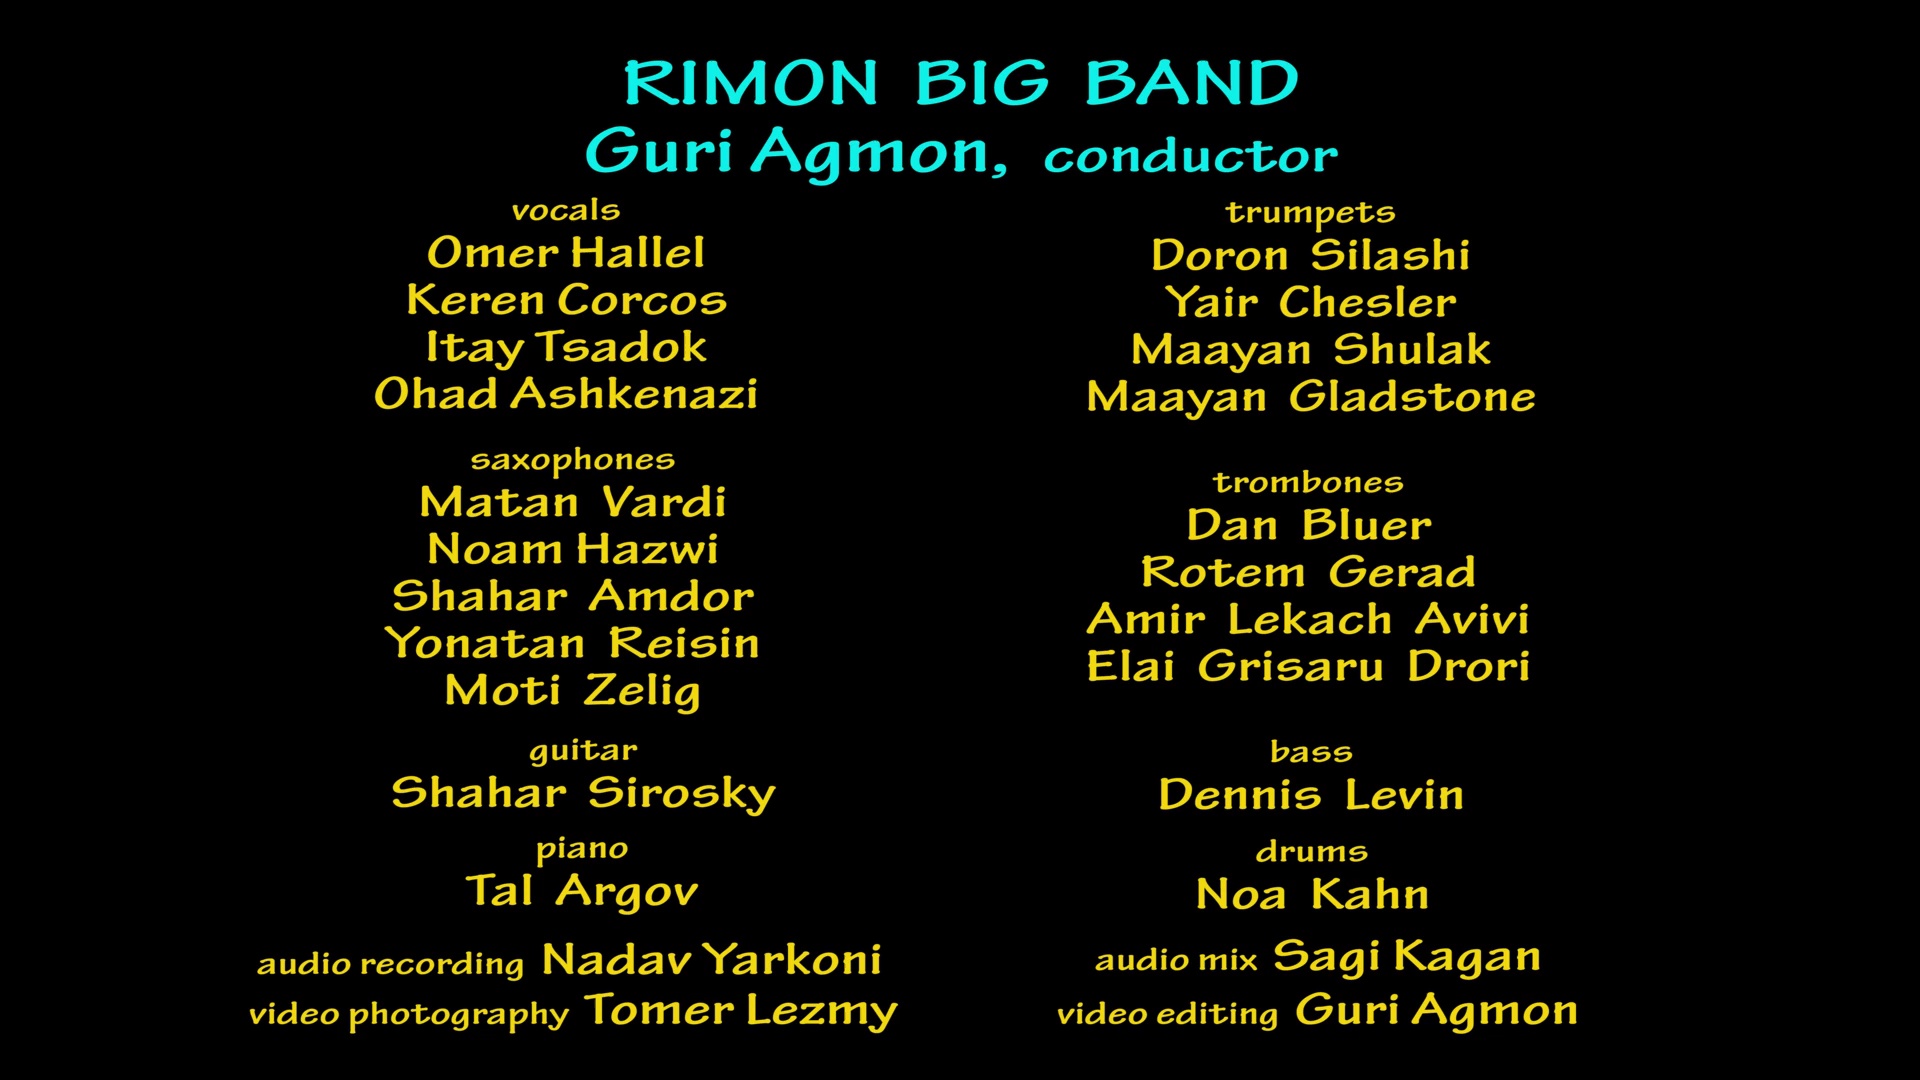 RIMON BIG BAND
Guri Agmon, conductor
vocals
Omer Hallel
Keren Corcos
Itay Tsadok
Ohad Ashkenazi
saxophones
Matan Vardi
Noam Hazwi
Shahar Amdor
Yonatan Reisin
Moti Zelig
guitar
Shahar Sirosky
piano
Tal Argov
audio recording Nadav Yarkoni
video photography Tomer Lezmy
trumpets
Doron Silashi
Yair Chesler
Maayan Shulak
Maayan Gladstone
trombones
Dan Bluer
Rotem Gerad
Amir Lekach Avivi
Elai Grisaru Drori
bass
Dennis Levin
drums
Noa Kahn
audio mix Sagi Kagan
video editing Guri Agmon